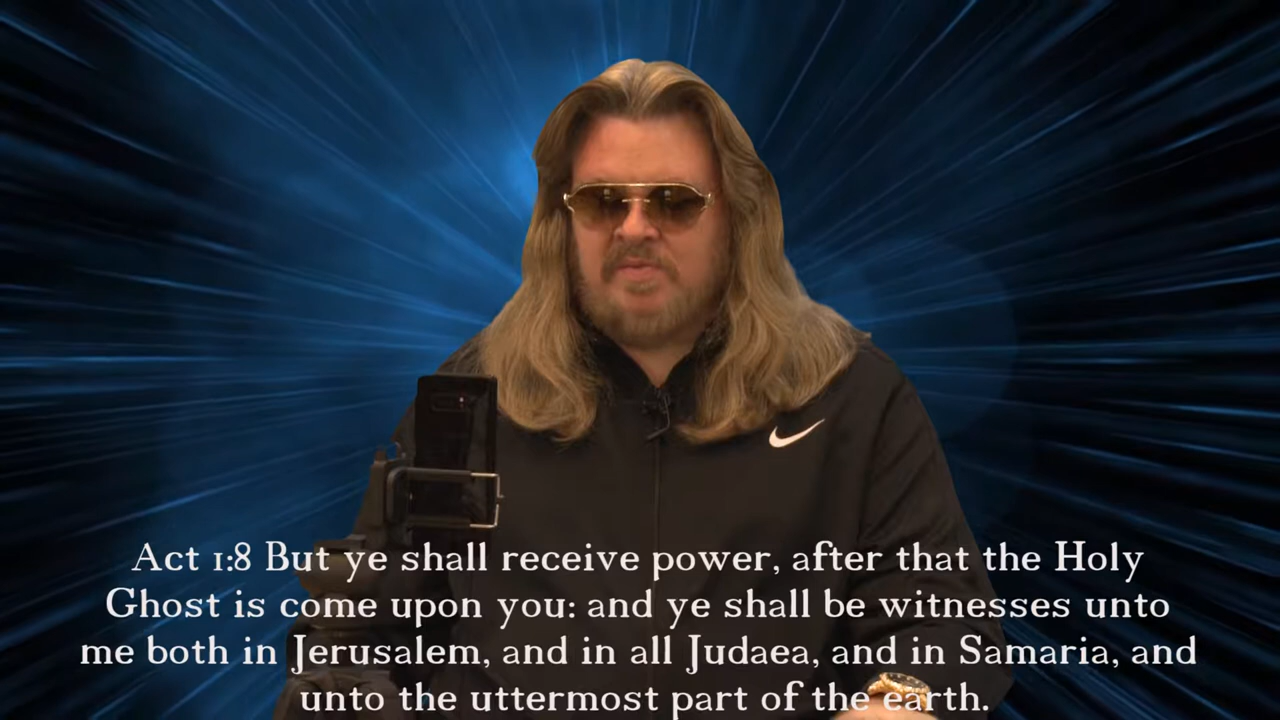 Act 1:8 But ye shall receive power, after that the Holy
Ghost is come upon you: and ye shall be witnesses unto
me both in Jerusalem, and in all Judaea, and in Samaria, and
unto the uttermost part of the earth.